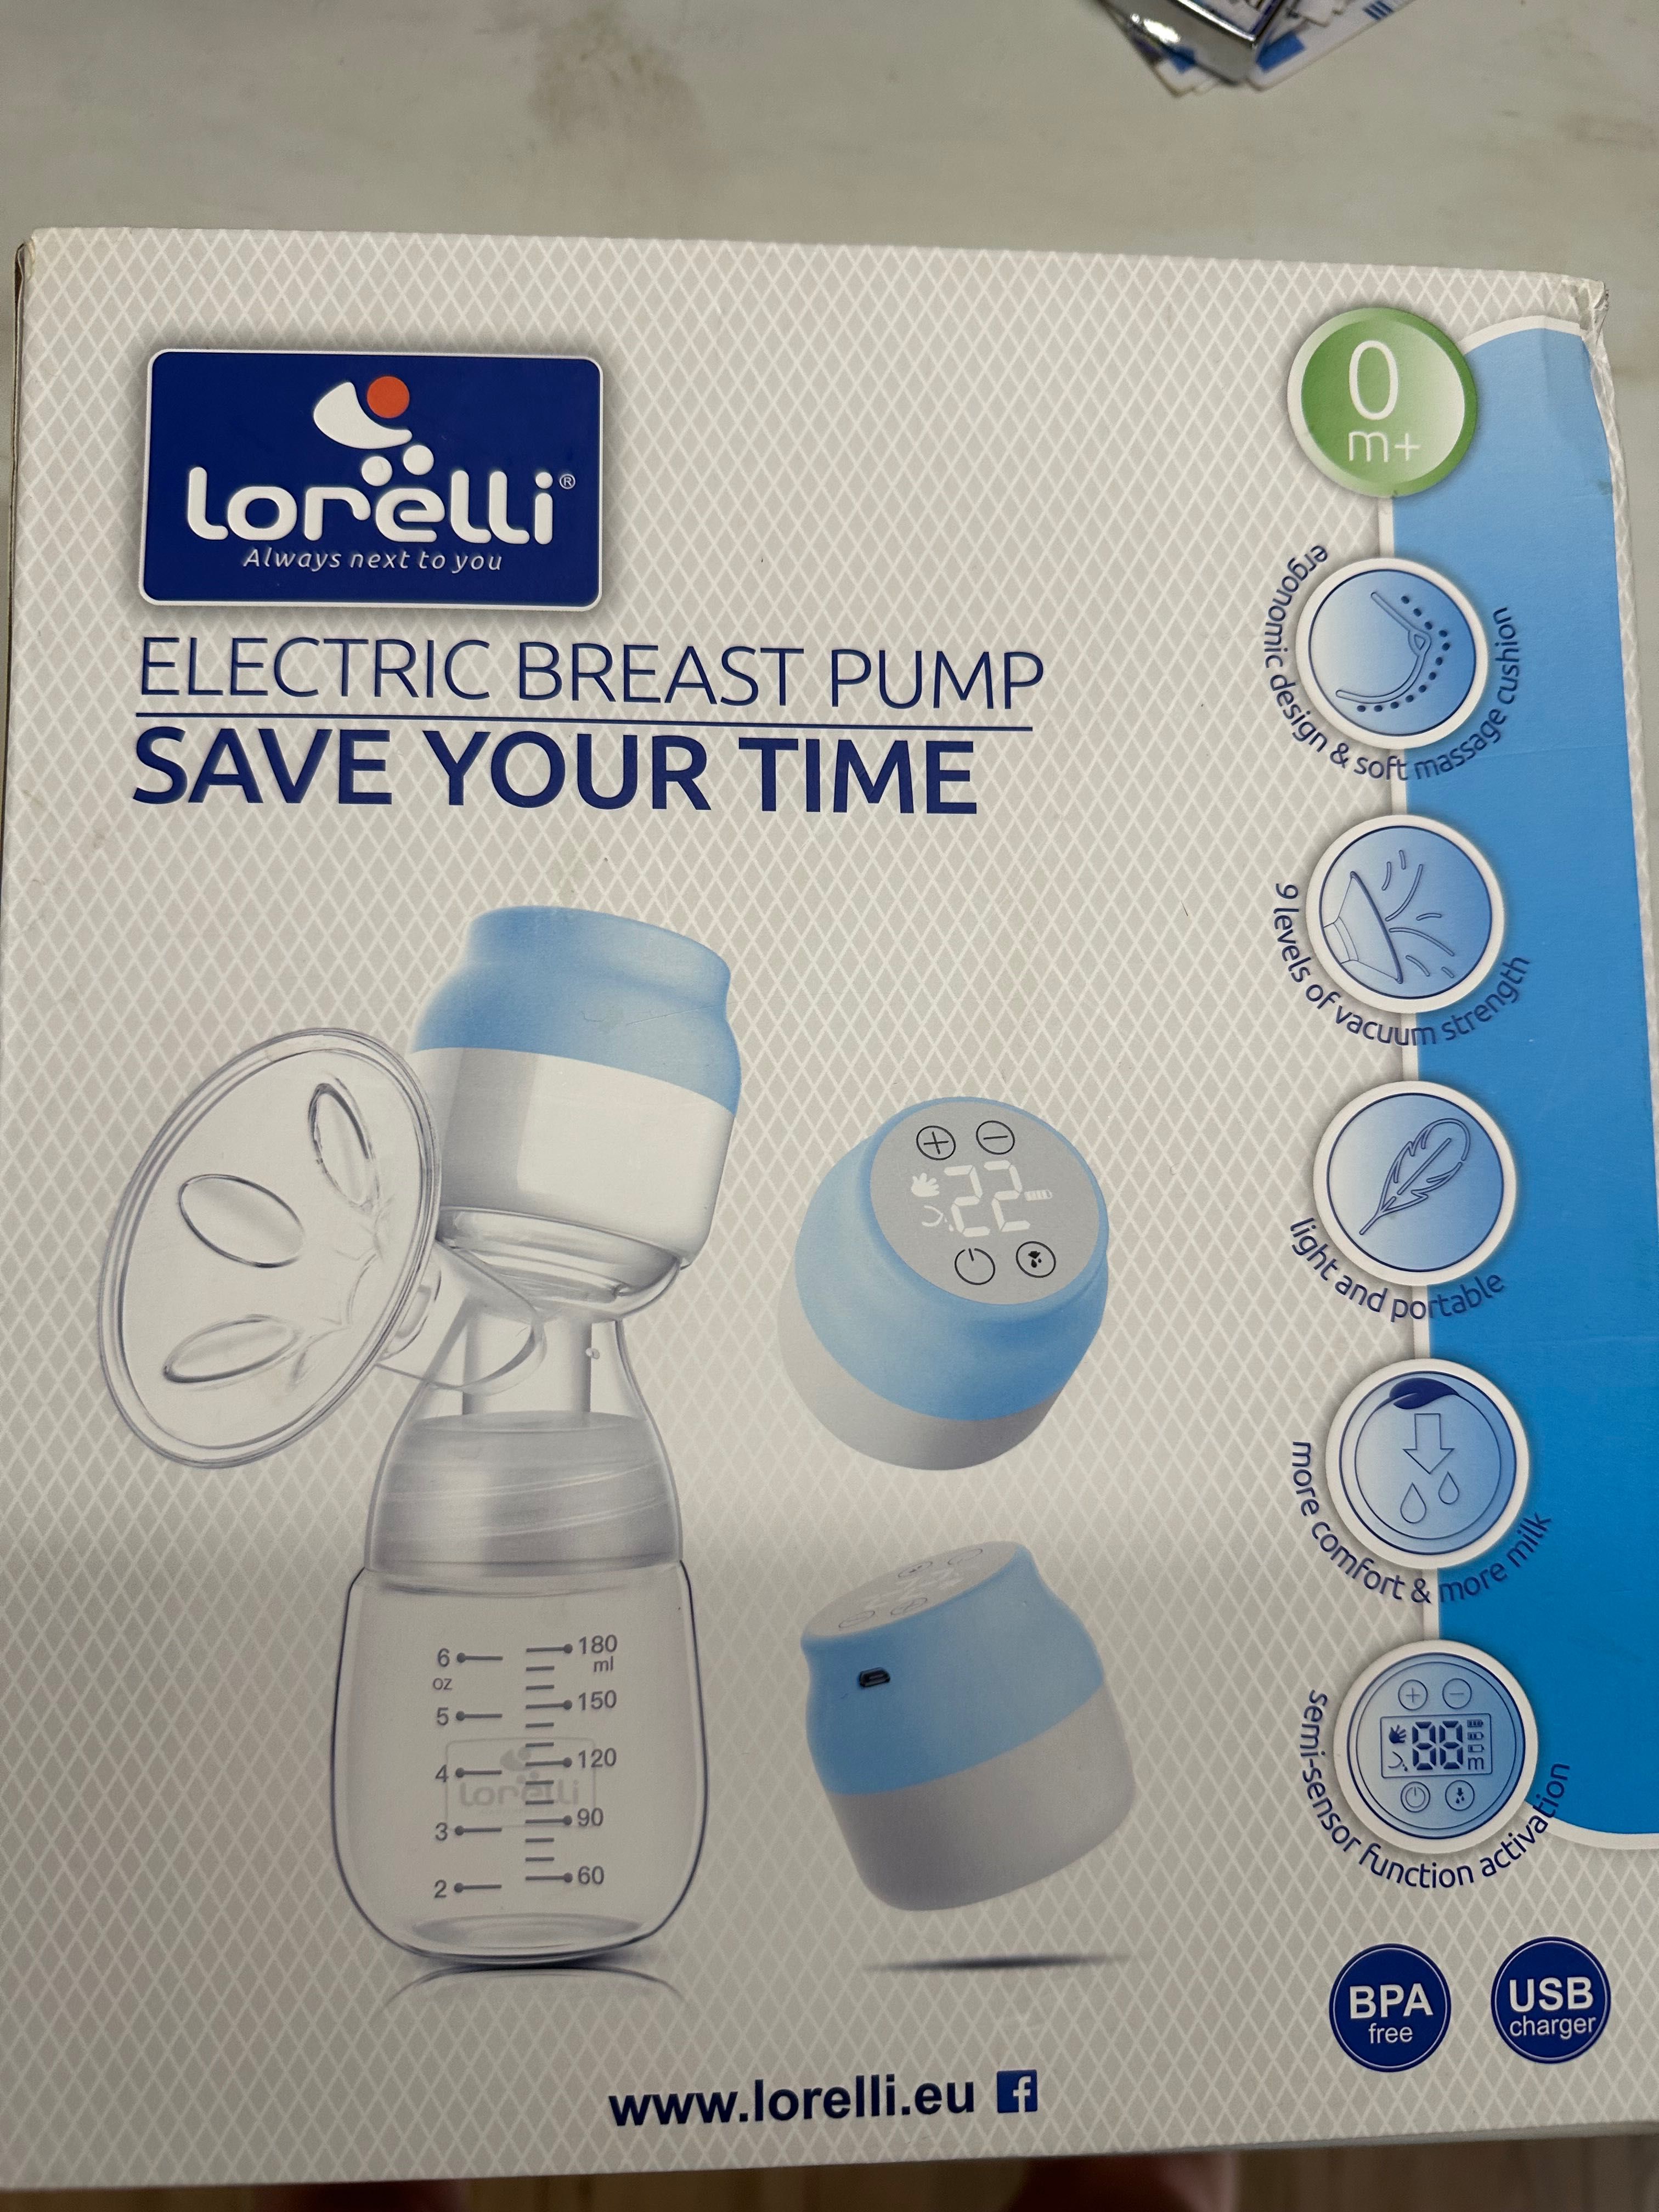 lorelli®
Always next to you
ELECTRIC BREAST PUMP
SAVE YOUR TIME
0
m+
ergonomic design & soft massage cushion
9 levels of vacuum strength
light and portable
more comfort & more milk
88
m
semi-sensor function activation
22
6
oz
5
4
3
2
180
ml
150
120
90
60
lorelli
BPA
free
USB
charger
www.lorelli.eu f